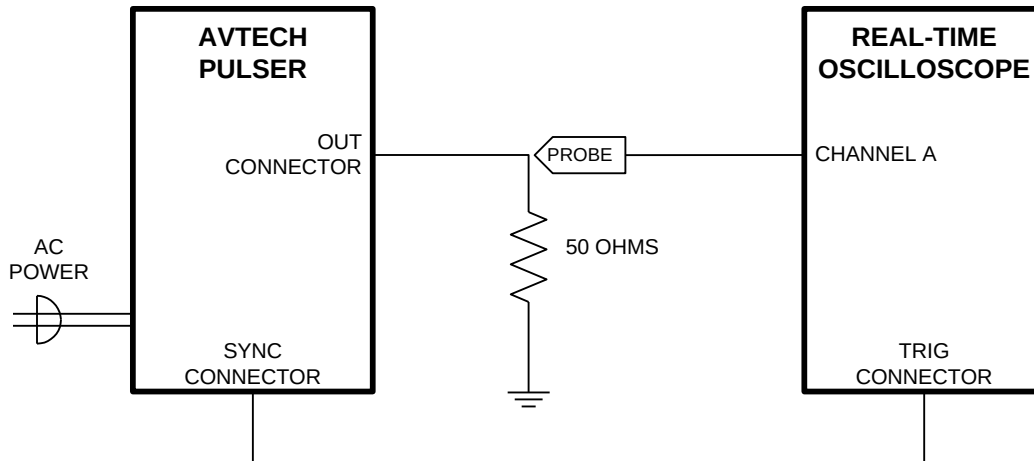 AVTECH
PULSER
REAL-TIME
OSCILLOSCOPE
OUT
CONNECTOR
PROBE
CHANNEL A
50 OHMS
AC
POWER
SYNC
CONNECTOR
TRIG
CONNECTOR